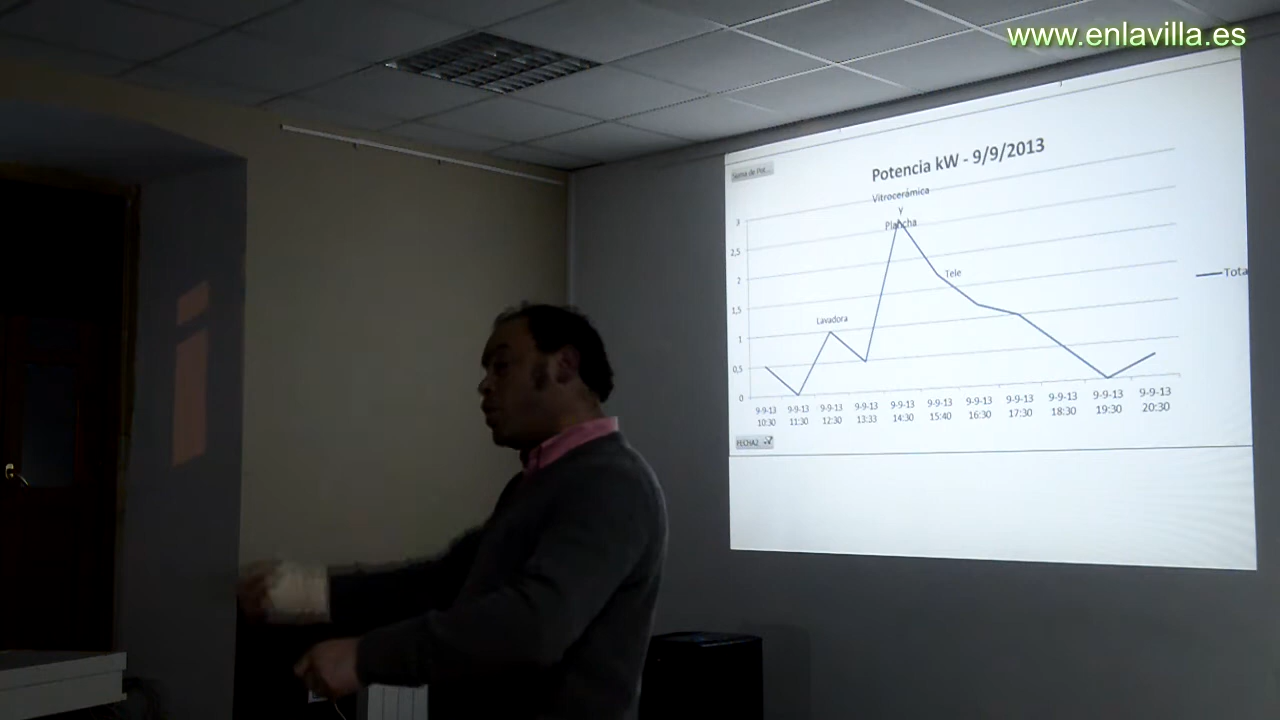 www.enlavilla.es
Potencia kW - 9/9/2013
Suma de Pot...
Vitrocerámica
y
Plancha
3
2,5
Tele
2
Total
1,5
Lavadora
1
0,5
0
9-9-13 9-9-13 9-9-13 9-9-13 9-9-13 9-9-13 9-9-13 9-9-13 9-9-13 9-9-13 9-9-13
10:30 11:30 12:30 13:33 14:30 15:40 16:30 17:30 18:30 19:30 20:30
FECHA2